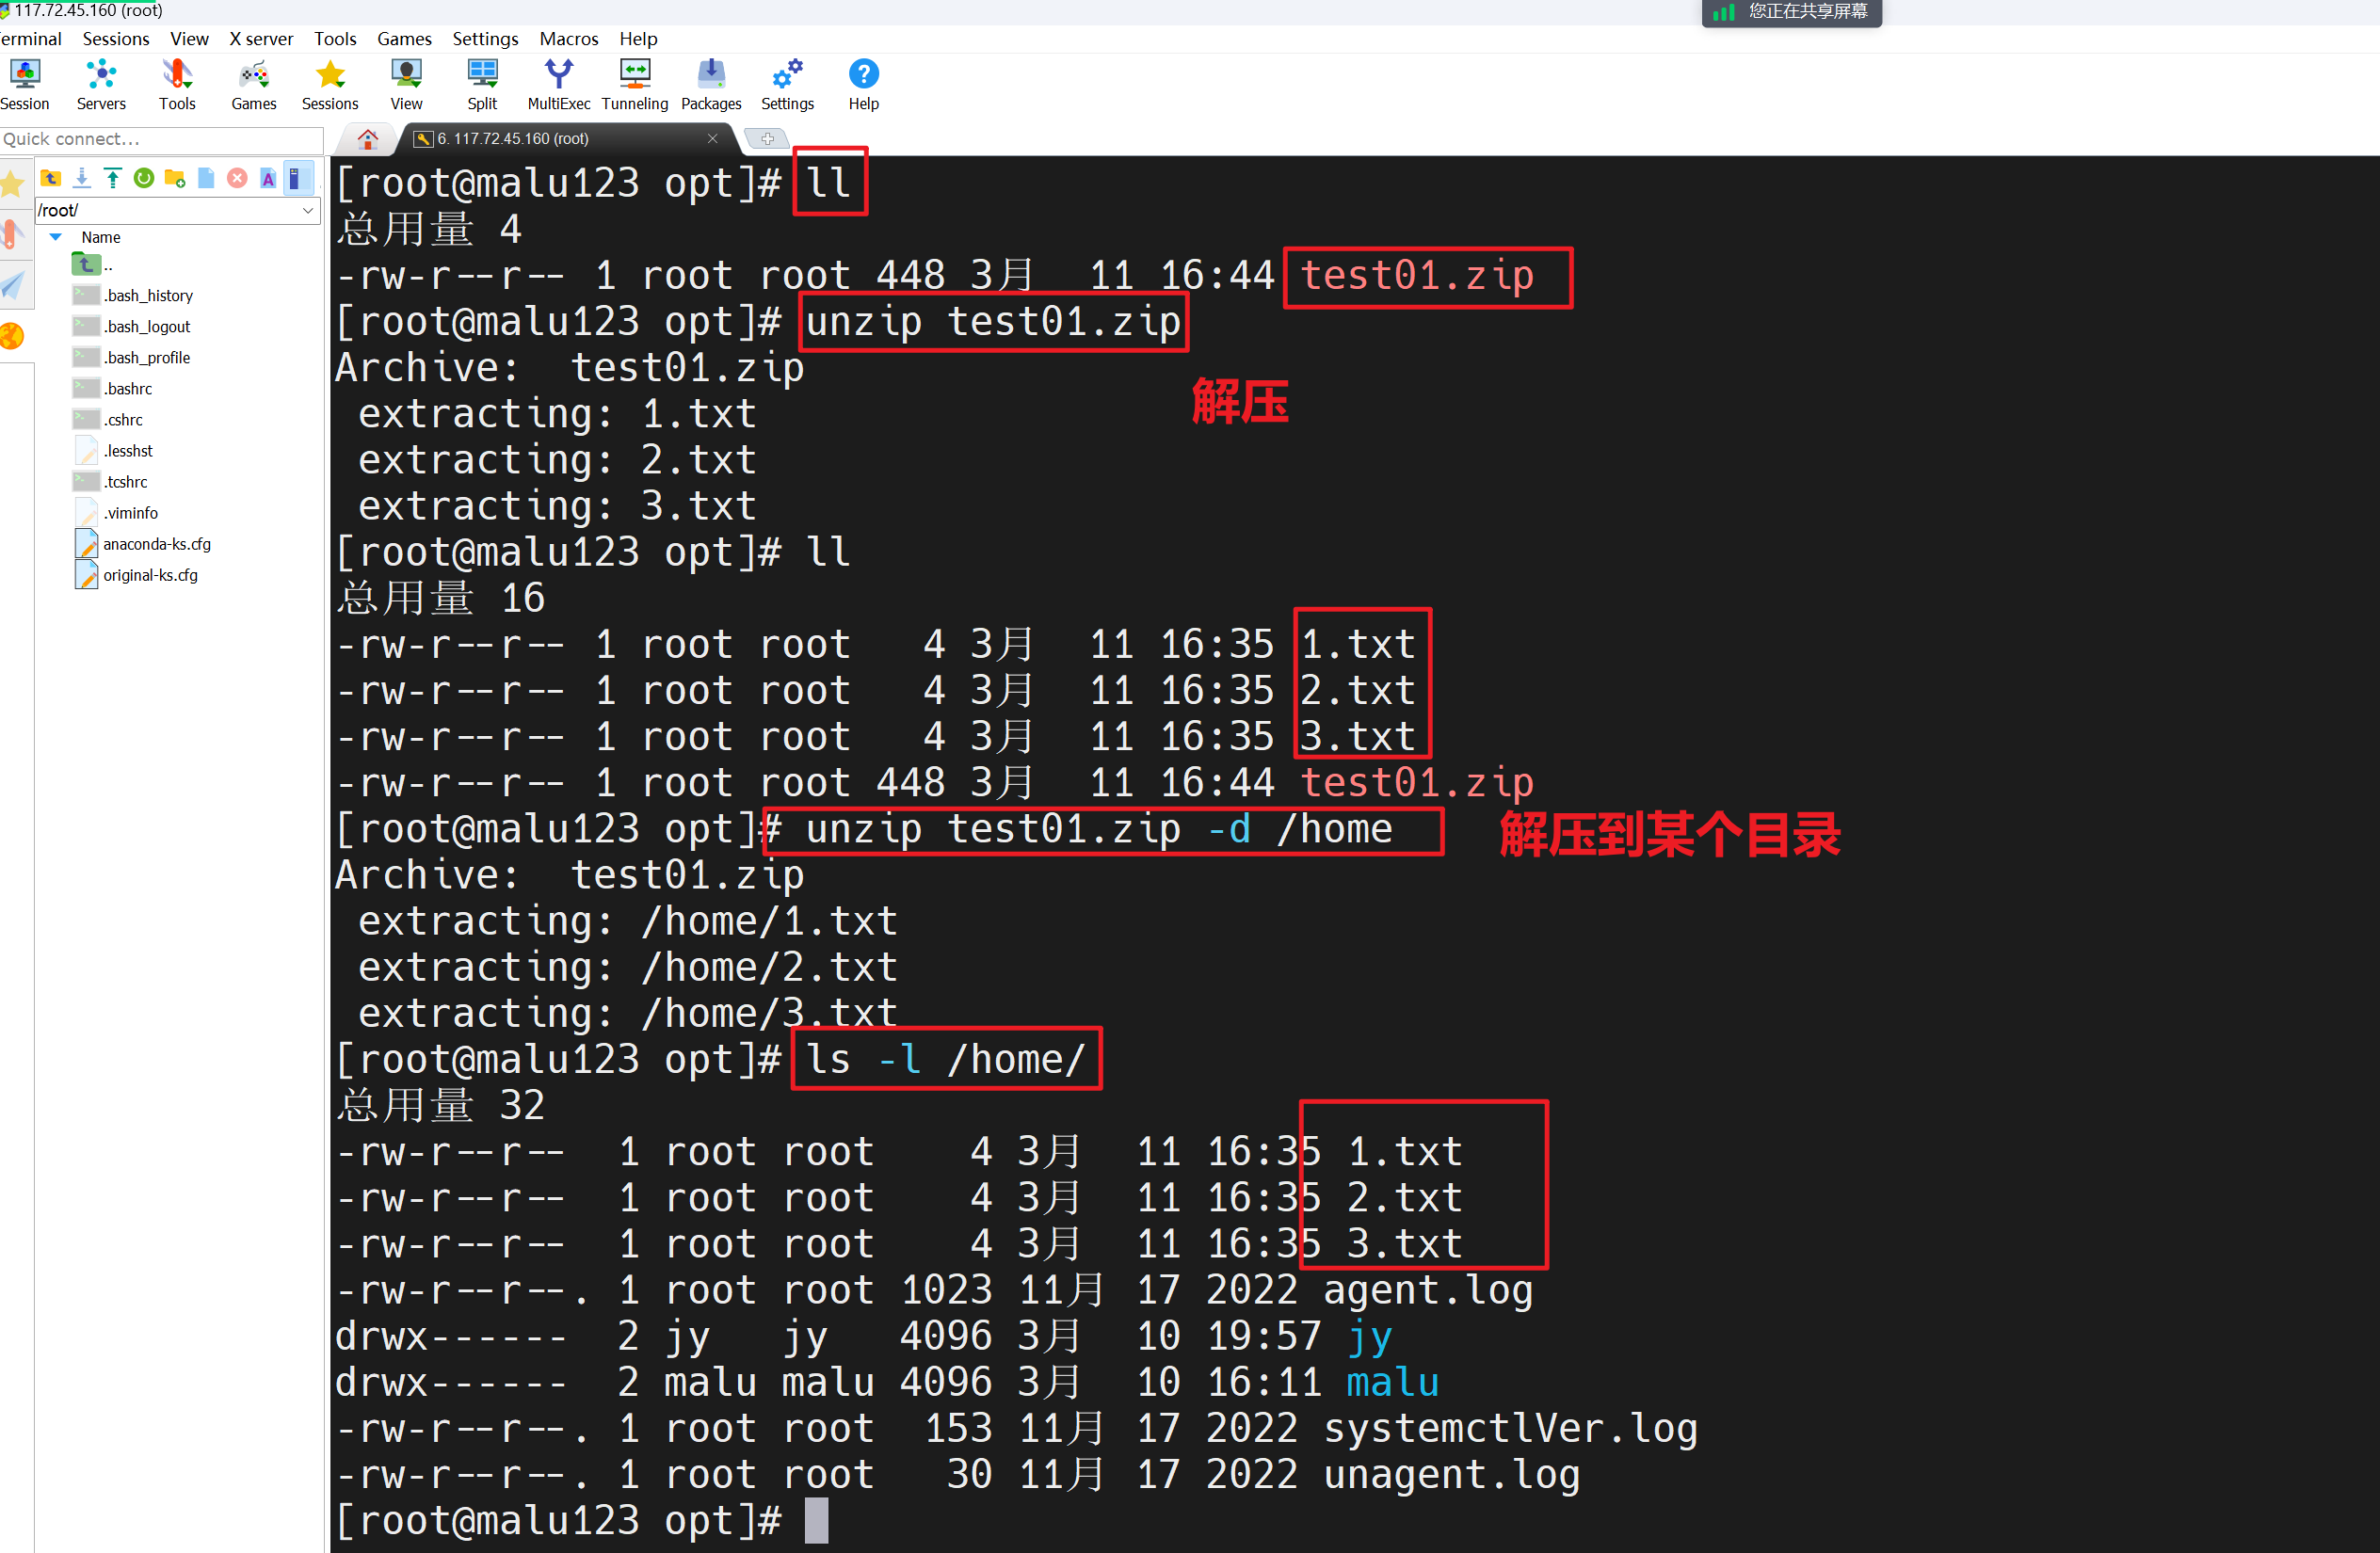 117.72.45.160 (root)
您正在共享屏幕
erminal Sessions View X server Tools Games Settings Macros Help
Session Servers Tools Games Sessions View Split MultiExec Tunneling Packages Settings Help
Quick connect...
6. 117.72.45.160 (root)
/root/
Name
..
.bash_history
.bash_logout
.bash_profile
.bashrc
.cshrc
.lesshst
.tcshrc
.viminfo
anaconda-ks.cfg
original-ks.cfg
[root@malu123 opt]# ll
总用量 4
-rw-r--r-- 1 root root 448 3月 11 16:44 test01.zip
[root@malu123 opt]# unzip test01.zip
Archive: test01.zip
解压
extracting: 1.txt
extracting: 2.txt
extracting: 3.txt
[root@malu123 opt]# ll
总用量 16
-rw-r--r-- 1 root root 4 3月 11 16:35 1.txt
-rw-r--r-- 1 root root 4 3月 11 16:35 2.txt
-rw-r--r-- 1 root root 4 3月 11 16:35 3.txt
-rw-r--r-- 1 root root 448 3月 11 16:44 test01.zip
[root@malu123 opt]# unzip test01.zip -d /home
解压到某个目录
Archive: test01.zip
extracting: /home/1.txt
extracting: /home/2.txt
extracting: /home/3.txt
[root@malu123 opt]# ls -l /home/
总用量 32
-rw-r--r-- 1 root root 4 3月 11 16:35 1.txt
-rw-r--r-- 1 root root 4 3月 11 16:35 2.txt
-rw-r--r-- 1 root root 4 3月 11 16:35 3.txt
-rw-r--r--. 1 root root 1023 11月 17 2022 agent.log
drwx------ 2 jy jy 4096 3月 10 19:57 jy
drwx------ 2 malu malu 4096 3月 10 16:11 malu
-rw-r--r--. 1 root root 153 11月 17 2022 systemctlVer.log
-rw-r--r--. 1 root root 30 11月 17 2022 unagent.log
[root@malu123 opt]#